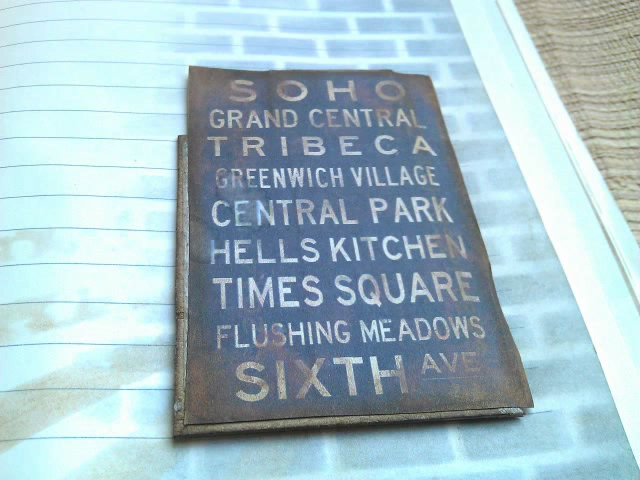 SOHO
GRAND CENTRAL
TRIBECA
GREENWICH VILLAGE
CENTRAL PARK
HELLS KITCHEN
TIMES SQUARE
FLUSHING MEADOWS
SIXTH AVE